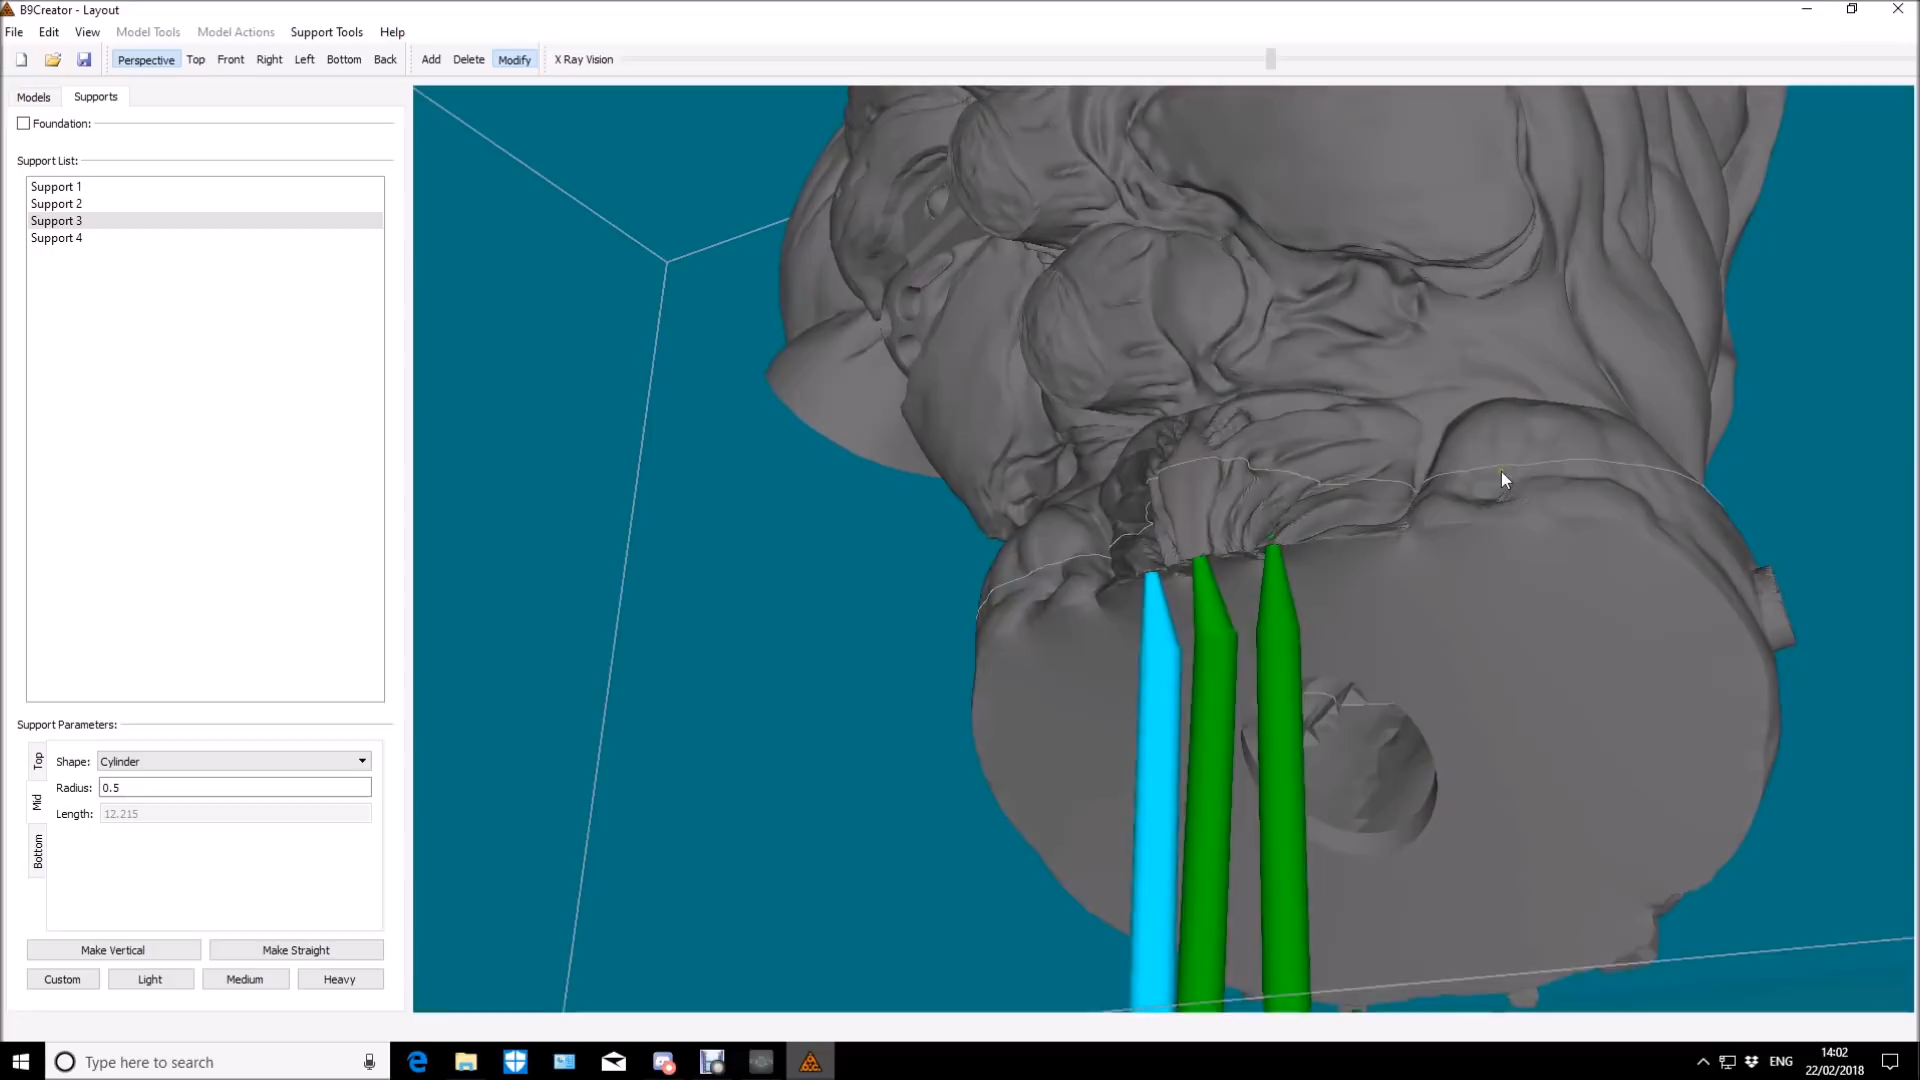 B9Creator - Layout
File Edit View Model Tools Model Actions Support Tools Help
Perspective Top Front Right Left Bottom Back Add Delete Modify X Ray Vision
Models Supports
Foundation:
Support List:
Support 1
Support 2
Support 3
Support 4
Support Parameters:
Top
Mid
Bottom
Shape: Cylinder
Radius: 0.5
Length: 12.215
Make Vertical Make Straight
Custom Light Medium Heavy
Type here to search
ENG
14:02
22/02/2018